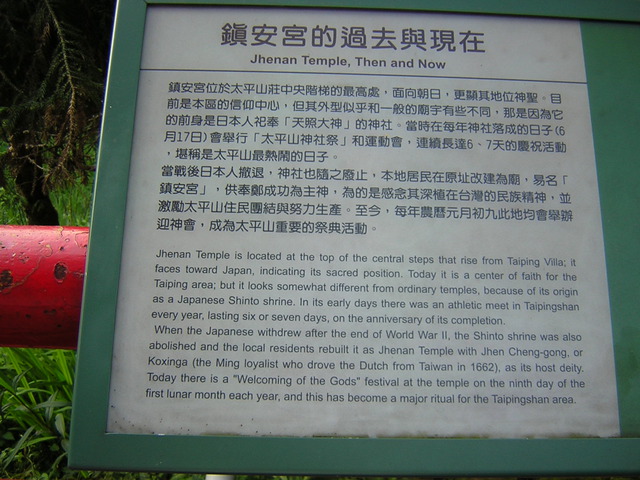 鎮安宮的過去與現在
Jhenan Temple, Then and Now
鎮安宮位於太平山莊中央階梯的最高處，面向朝日，更顯其地位神聖。目
前是本區的信仰中心，但其外型似乎和一般的廟宇有些不同，那是因為它
的前身是日本人祀奉「天照大神」的神社。當時在每年神社落成的日子(6
月17日)會舉行「太平山神社祭」和運動會，連續長達6、7天的慶祝活動
，堪稱是太平山最熱鬧的日子。
當戰後日本人撤退，神社也隨之廢止，本地居民在原址改建為廟，易名「
鎮安宮」，供奉鄭成功為主神，為的是感念其深植在台灣的民族精神，並
激勵太平山住民團結與努力生產。至今，每年農曆元月初九此地均會舉辦
迎神會，成為太平山重要的祭典活動。
Jhenan Temple is located at the top of the central steps that rise from Taiping Villa; it
faces toward Japan, indicating its sacred position. Today it is a center of faith for the
Taiping area; but it looks somewhat different from ordinary temples, because of its origin
as a Japanese Shinto shrine. In its early days there was an athletic meet in Taipingshan
every year, lasting six or seven days, on the anniversary of its completion.
When the Japanese withdrew after the end of World War II, the Shinto shrine was also
abolished and the local residents rebuilt it as Jhenan Temple with Jhen Cheng-gong, or
Koxinga (the Ming loyalist who drove the Dutch from Taiwan in 1662), as its host deity.
Today there is a "Welcoming of the Gods" festival at the temple on the ninth day of the
first lunar month each year, and this has become a major ritual for the Taipingshan area.